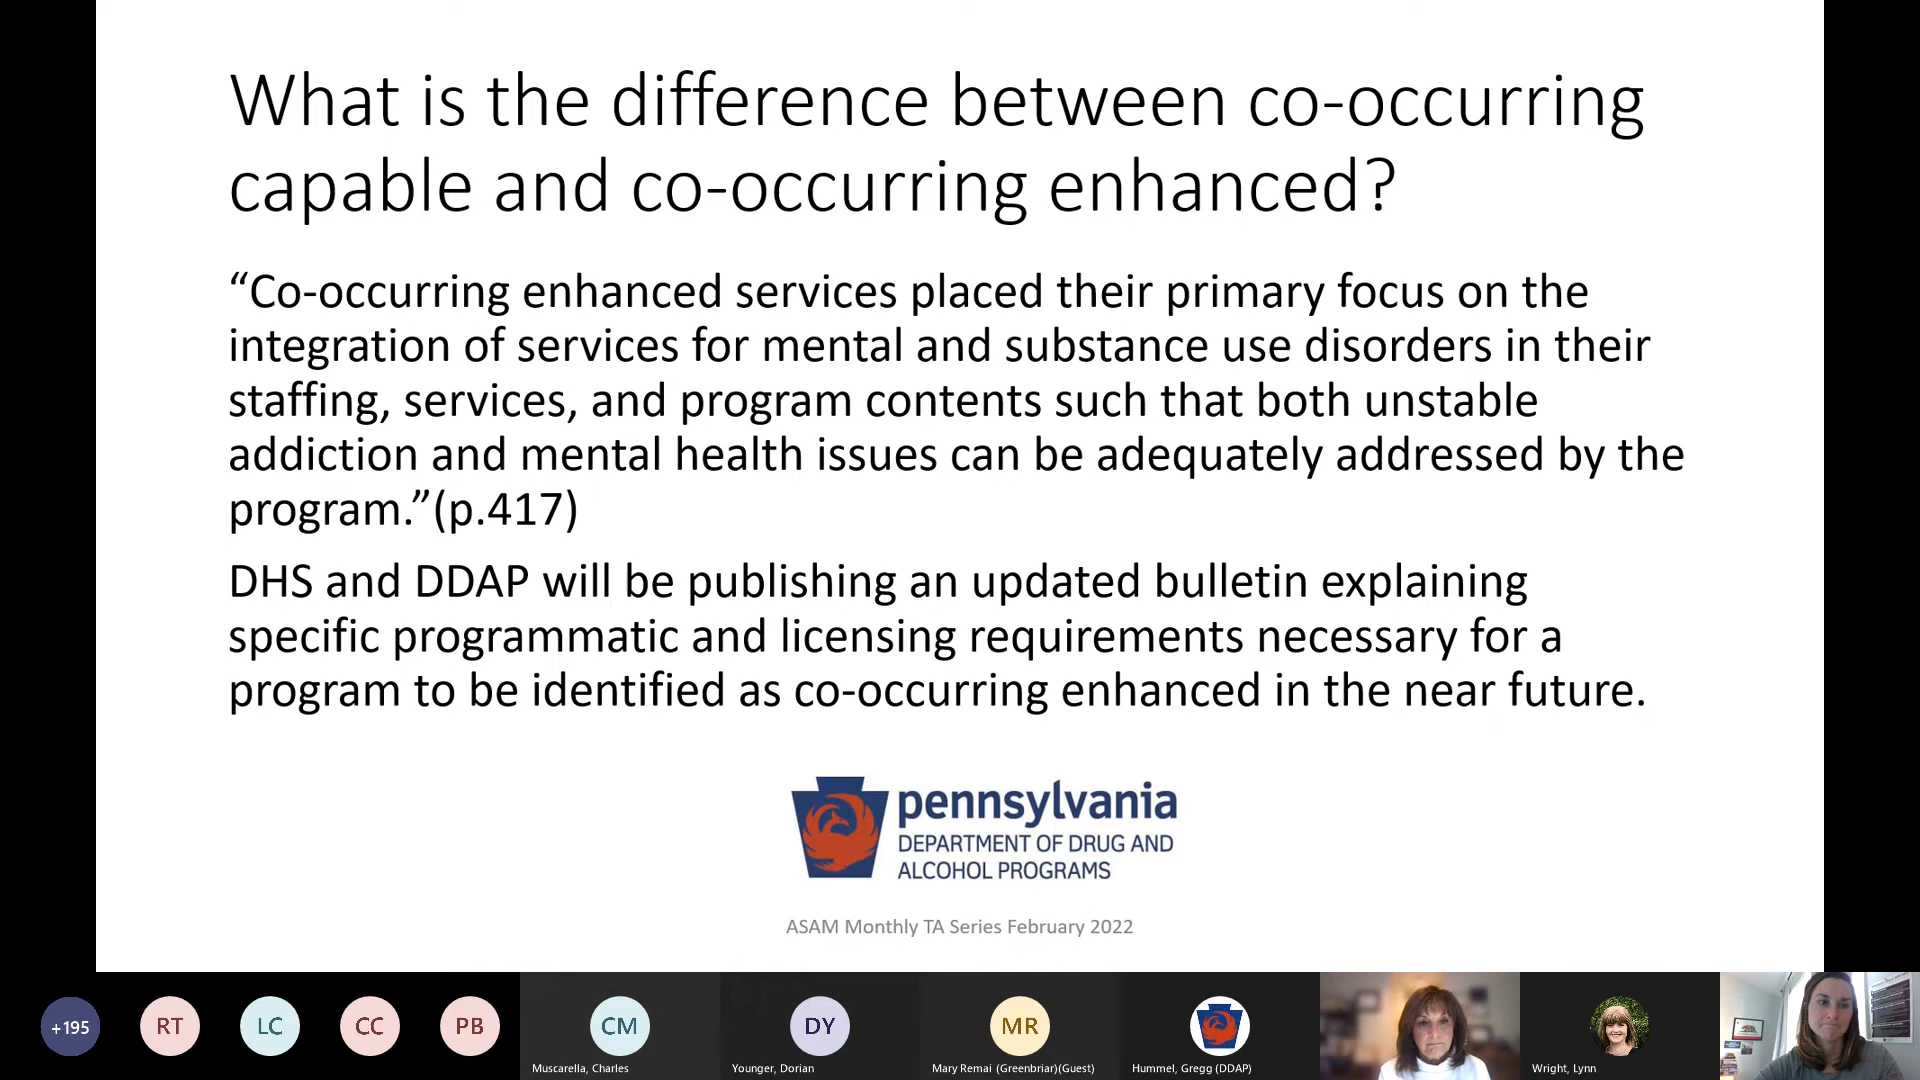 What is the difference between co-occurring
capable and co-occurring enhanced?
“Co-occurring enhanced services placed their primary focus on the
integration of services for mental and substance use disorders in their
staffing, services, and program contents such that both unstable
addiction and mental health issues can be adequately addressed by the
program.”(p.417)
DHS and DDAP will be publishing an updated bulletin explaining
specific programmatic and licensing requirements necessary for a
program to be identified as co-occurring enhanced in the near future.
pennsylvania
DEPARTMENT OF DRUG AND
ALCOHOL PROGRAMS
ASAM Monthly TA Series February 2022
+195
RT
LC
CC
PB
CM
DY
MR
Muscarella, Charles
Younger, Dorian
Mary Remai (Greenbriar)(Guest)
Hummel, Gregg (DDAP)
Wright, Lynn